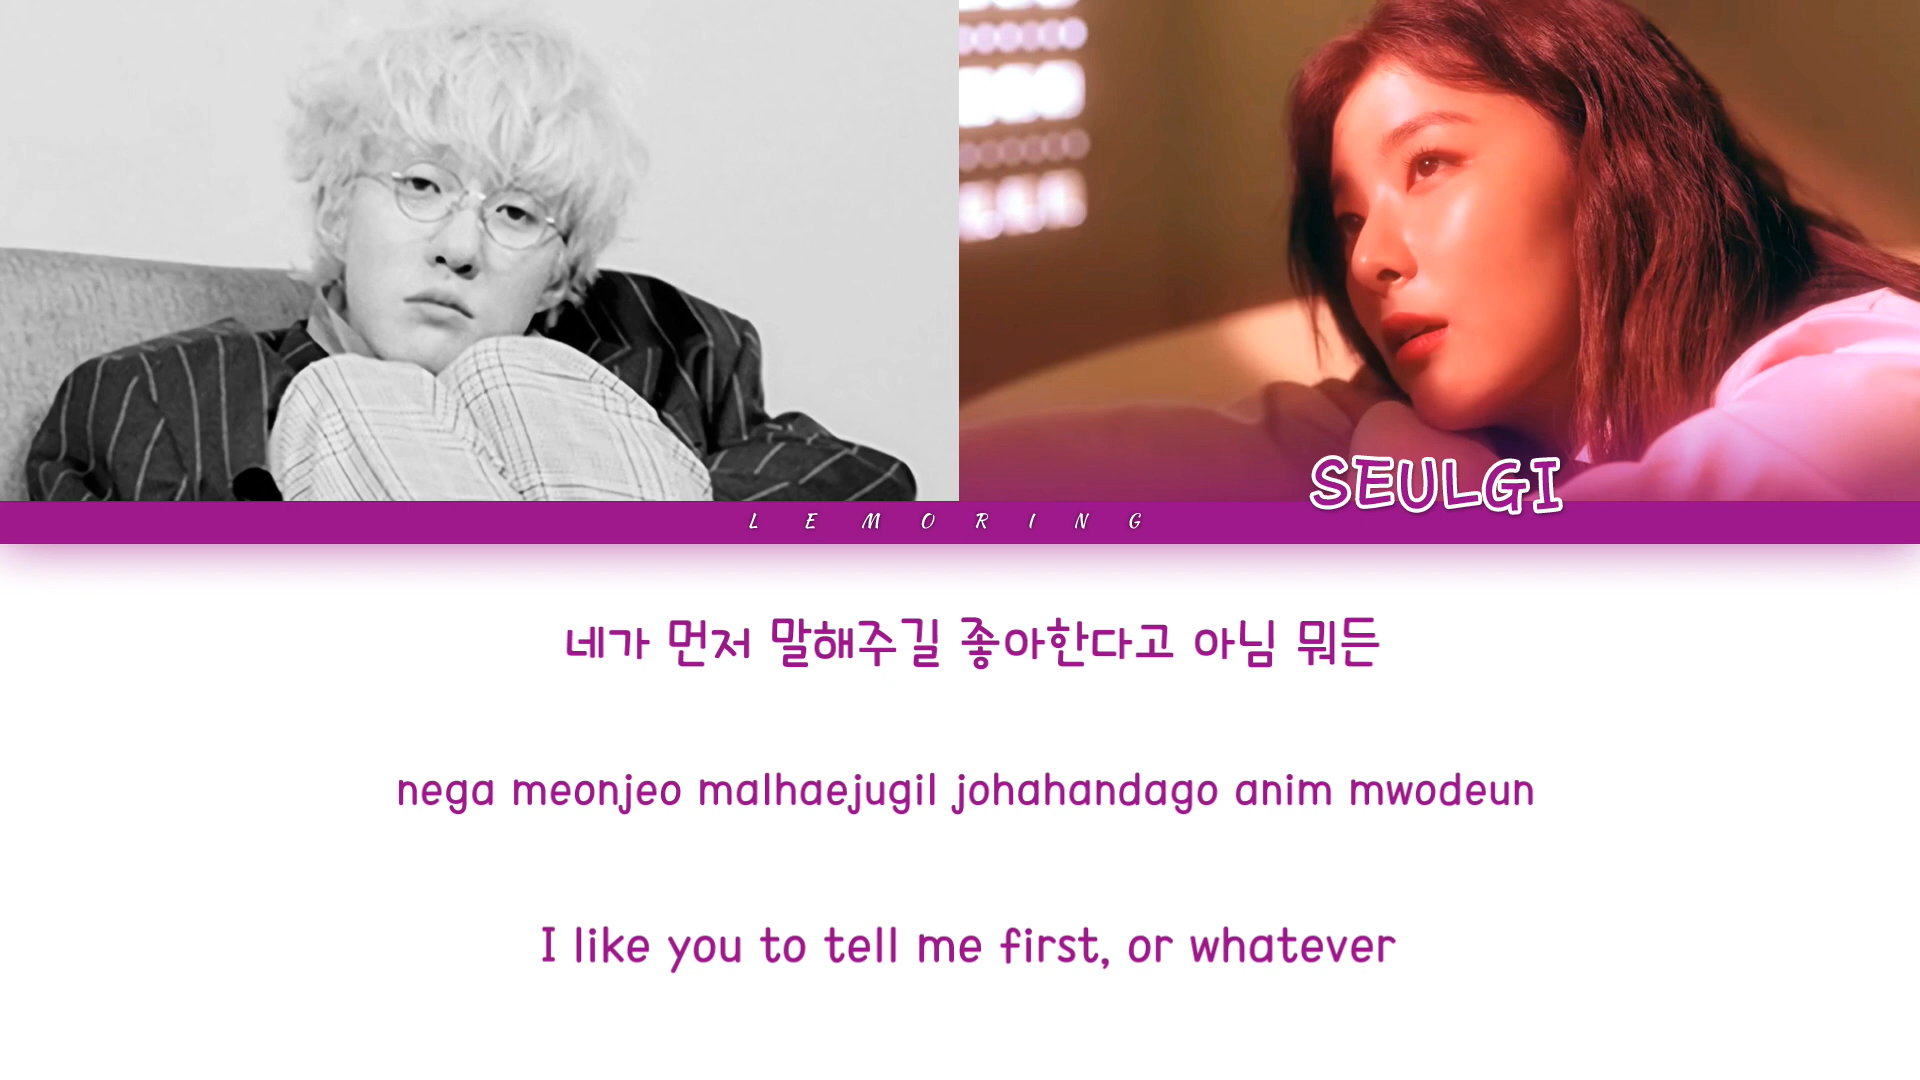 SEULGI
LEMORING
네가 먼저 말해주길 좋아한다고 아님 뭐든
nega meonjeo malhaejugil johahandago anim mwodeun
I like you to tell me first, or whatever